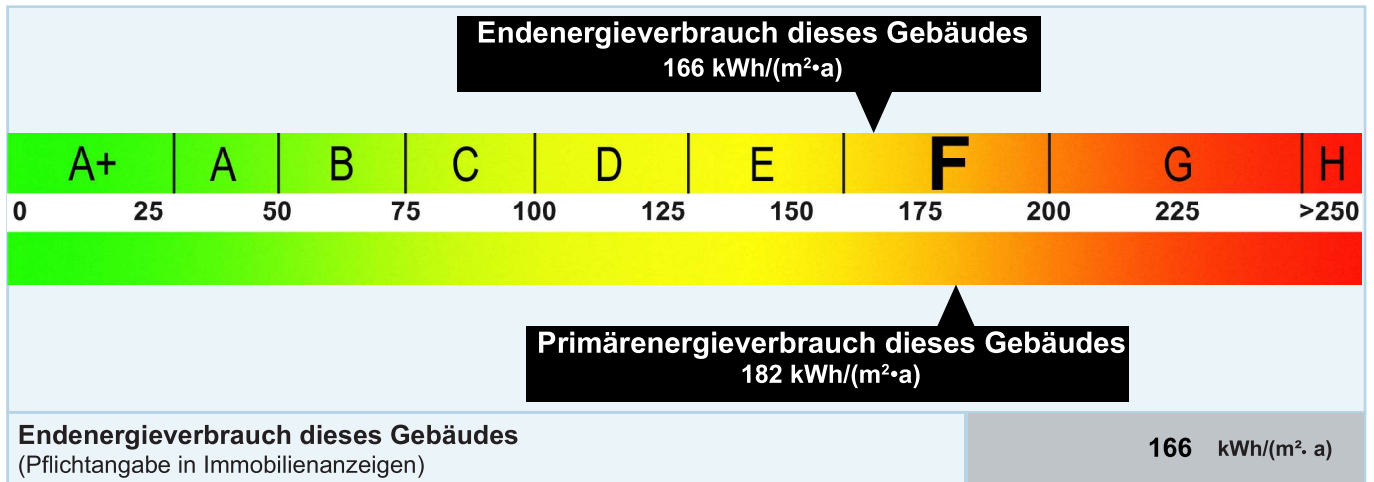 Endenergieverbrauch dieses Gebäudes
166 kWh/(m²•a)
A+ A B C D E F G H
0 25 50 75 100 125 150 175 200 225 >250
Primärenergieverbrauch dieses Gebäudes
182 kWh/(m²•a)
Endenergieverbrauch dieses Gebäudes
(Pflichtangabe in Immobilienanzeigen)
166 kWh/(m²· a)